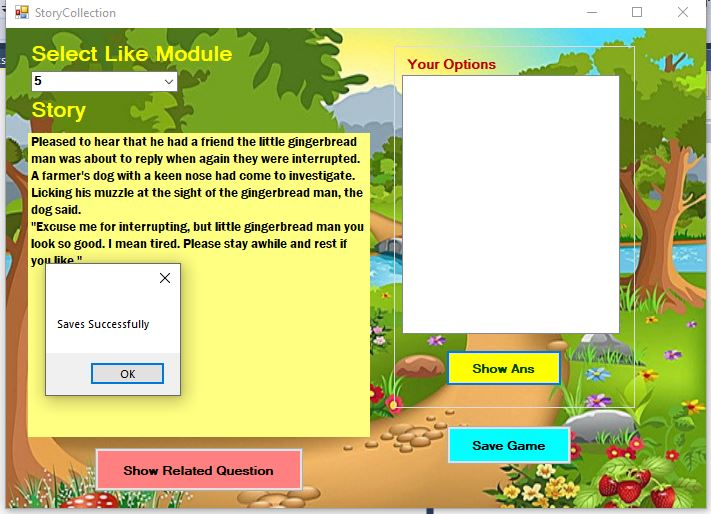 StoryCollection
Select Like Module
5
Story
Pleased to hear that he had a friend the little gingerbread
man was about to reply when again they were interrupted.
A farmer's dog with a keen nose had come to investigate.
Licking his muzzle at the sight of the gingerbread man, the
dog said.
"Excuse me for interrupting, but little gingerbread man you
look so good. I mean tired. Please stay awhile and rest if
you like."
Saves Successfully
OK
Show Related Question
Your Options
Show Ans
Save Game